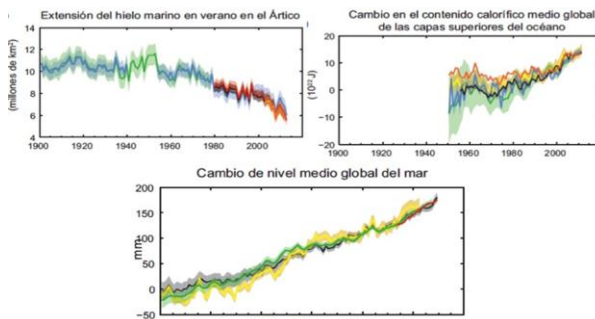 Extensión del hielo marino en verano en el Ártico
14
12
10
8
6
4
(millones de km²)
1900 1920 1940 1960 1980 2000
Cambio en el contenido calorífico medio global
de las capas superiores del océano
20
10
0
−10
−20
(10²² J)
1900 1920 1940 1960 1980 2000
Cambio de nivel medio global del mar
200
150
100
50
0
−50
mm